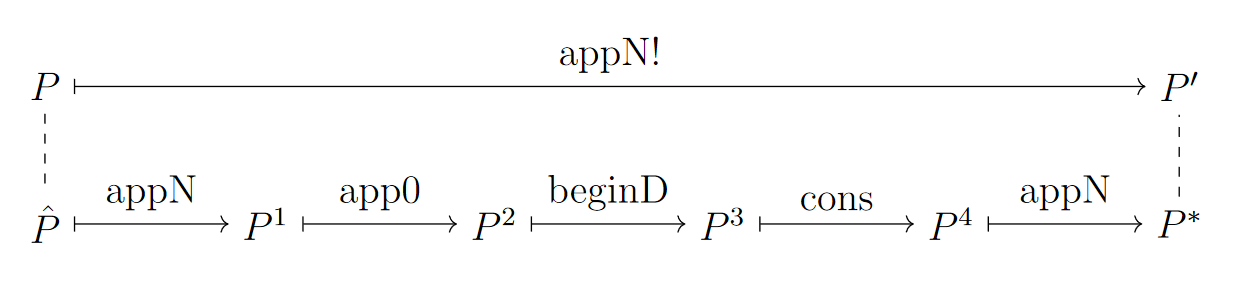 appN!
P P′
appN app0 beginD cons appN
P̂ P¹ P² P³ P⁴ P*